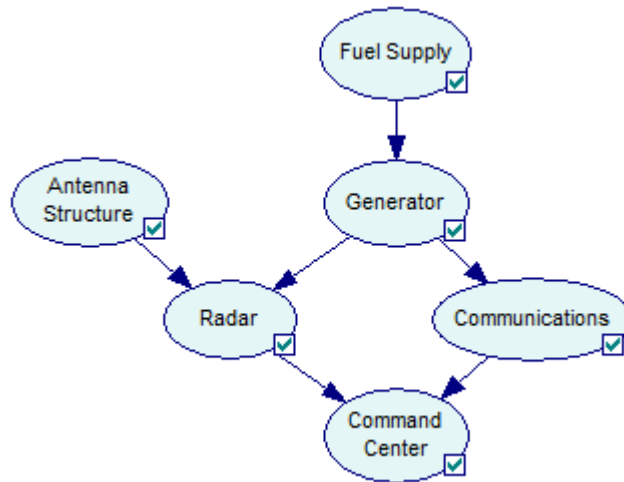 Fuel Supply
Antenna
Structure
Generator
Radar
Communications
Command
Center